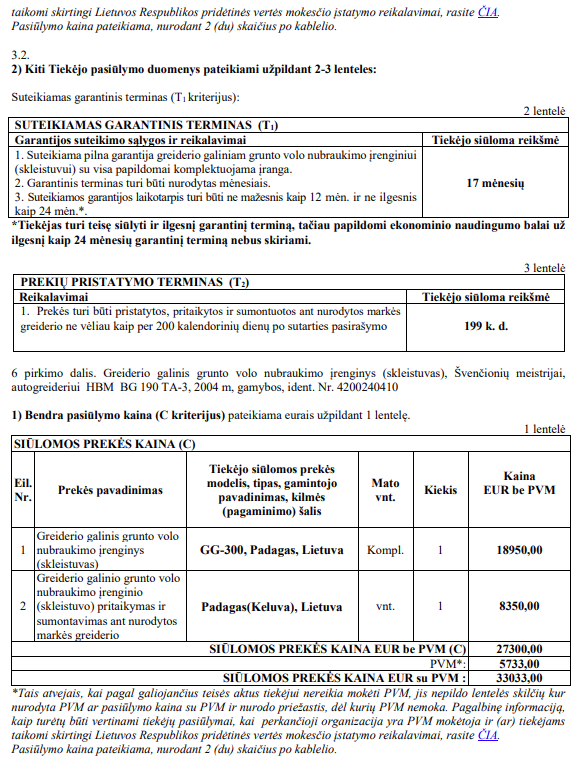 taikomi skirtingi Lietuvos Respublikos pridėtinės vertės mokesčio įstatymo reikalavimai, rasite ČIA.
Pasiūlymo kaina pateikiama, nurodant 2 (du) skaičius po kablelio.
3.2.
2) Kiti Tiekėjo pasiūlymo duomenys pateikiami užpildant 2-3 lenteles:
Suteikiamas garantinis terminas (T1 kriterijus):
2 lentelė
SUTEIKIAMAS GARANTINIS TERMINAS (T1)
Garantijos suteikimo sąlygos ir reikalavimai
Tiekėjo siūloma reikšmė
1. Suteikiama pilna garantija greiderio galiniam grunto volo nubraukimo įrenginiui
(skleistuvui) su visa papildomai komplektuojama įranga.
2. Garantinis terminas turi būti nurodytas mėnesiais.
3. Suteikiamos garantijos laikotarpis turi būti ne mažesnis kaip 12 mėn. ir ne ilgesnis
kaip 24 mėn.*.
17 mėnesių
*Tiekėjas turi teisę siūlyti ir ilgesnį garantinį terminą, tačiau papildomi ekonominio naudingumo balai už
ilgesnį kaip 24 mėnesių garantinį terminą nebus skiriami.
3 lentelė
PREKIŲ PRISTATYMO TERMINAS (T2)
Reikalavimai
Tiekėjo siūloma reikšmė
1. Prekės turi būti pristatytos, pritaikytos ir sumontuotos ant nurodytos markės
greiderio ne vėliau kaip per 200 kalendorinių dienų po sutarties pasirašymo
199 k. d.
6 pirkimo dalis. Greiderio galinis grunto volo nubraukimo įrenginys (skleistuvas), Švenčionių meistrijai,
autogreideriui HBM BG 190 TA-3, 2004 m, gamybos, ident. Nr. 4200240410
1) Bendra pasiūlymo kaina (C kriterijus) pateikiama eurais užpildant 1 lentelę.
1 lentelė
SIŪLOMOS PREKĖS KAINA (C)
Eil.
Nr.
Prekės pavadinimas
Tiekėjo siūlomos prekės
modelis, tipas, gamintojo
pavadinimas, kilmės
(pagaminimo) šalis
Mato
vnt.
Kiekis
Kaina
EUR be PVM
1
Greiderio galinis grunto volo
nubraukimo įrenginys
(skleistuvas)
GG-300, Padagas, Lietuva
Kompl.
1
18950,00
2
Greiderio galinio grunto volo
nubraukimo įrenginio
(skleistuvo) pritaikymas ir
sumontavimas ant nurodytos
markės greiderio
Padagas(Keluva), Lietuva
vnt.
1
8350,00
SIŪLOMOS PREKĖS KAINA EUR be PVM (C)
27300,00
PVM*:
5733,00
SIŪLOMOS PREKĖS KAINA EUR su PVM :
33033,00
*Tais atvejais, kai pagal galiojančius teisės aktus tiekėjui nereikia mokėti PVM, jis nepildo lentelės skilčių kur
nurodyta PVM ar pasiūlymo kaina su PVM ir nurodo priežastis, dėl kurių PVM nemoka. Pagalbinę informaciją,
kaip turėtų būti vertinami tiekėjų pasiūlymai, kai perkančioji organizacija yra PVM mokėtoja ir (ar) tiekėjams
taikomi skirtingi Lietuvos Respublikos pridėtinės vertės mokesčio įstatymo reikalavimai, rasite ČIA.
Pasiūlymo kaina pateikiama, nurodant 2 (du) skaičius po kablelio.